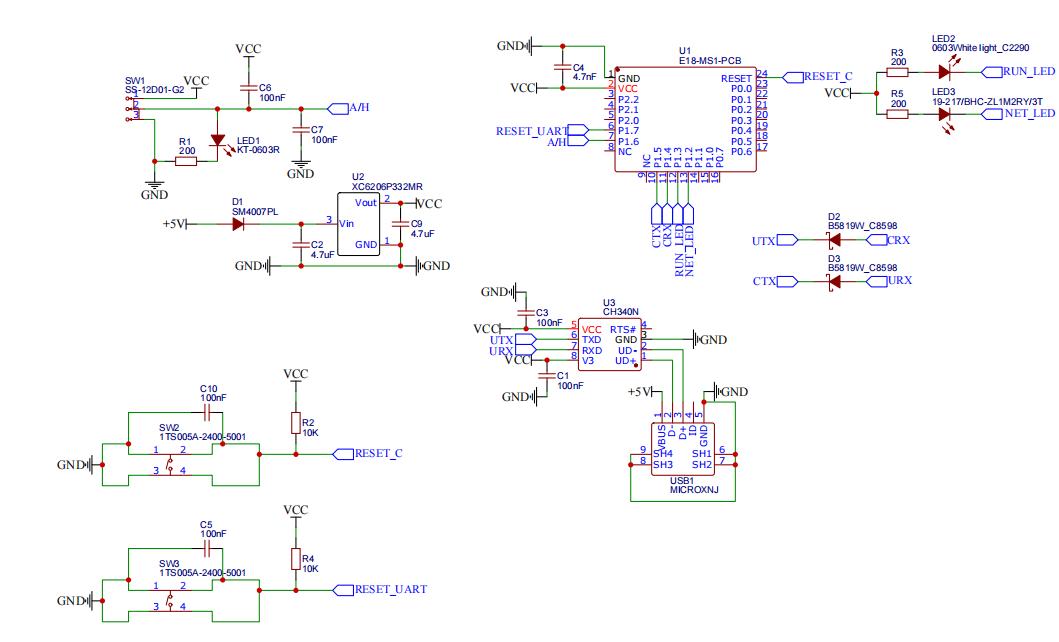 VCC
SW1
SS-12D01-G2
VCC
1
2
3
C6
100nF
A/H
R1
200
LED1
KT-0603R
C7
100nF
GND
GND
D1
SM4007PL
+5V
U2
XC6206P332MR
Vout
2
VCC
3
Vin
GND
1
C2
4.7uF
C9
4.7uF
GND
GND
GND
C4
4.7nF
VCC
U1
E18-MS1-PCB
1
GND
2
VCC
3
P2.2
4
P2.1
5
P2.0
6
P1.7
7
P1.6
8
NC
RESET_UART
A/H
RESET
24
P0.0
23
P0.1
22
P0.2
21
P0.3
20
P0.4
19
P0.5
18
P0.6
17
RESET_C
NC
P1.5
P1.4
P1.3
P1.2
P1.1
P1.0
P0.7
9
10
11
12
13
14
15
16
CTX
CRX
RUN_LED
NET_LED
LED2
0603White light_C2290
R3
200
RUN_LED
VCC
LED3
19-217/BHC-ZL1M2RY/3T
R5
200
NET_LED
D2
B5819W_C8598
UTX
CRX
D3
B5819W_C8598
CTX
URX
GND
C3
100nF
VCC
UTX
URX
VCC
C1
100nF
GND
U3
CH340N
5
VCC
6
TXD
7
RXD
8
V3
RTS#
4
GND
3
UD-
2
UD+
1
GND
+5V
GND
1
2
3
4
5
VBUS
D-
D+
ID
GND
9
SH4
8
SH3
SH1
6
SH2
7
USB1
MICROXNJ
C10
100nF
SW2
1TS005A-2400-5001
1
2
3
4
GND
VCC
R2
10K
RESET_C
C5
100nF
SW3
1TS005A-2400-5001
1
2
3
4
GND
VCC
R4
10K
RESET_UART